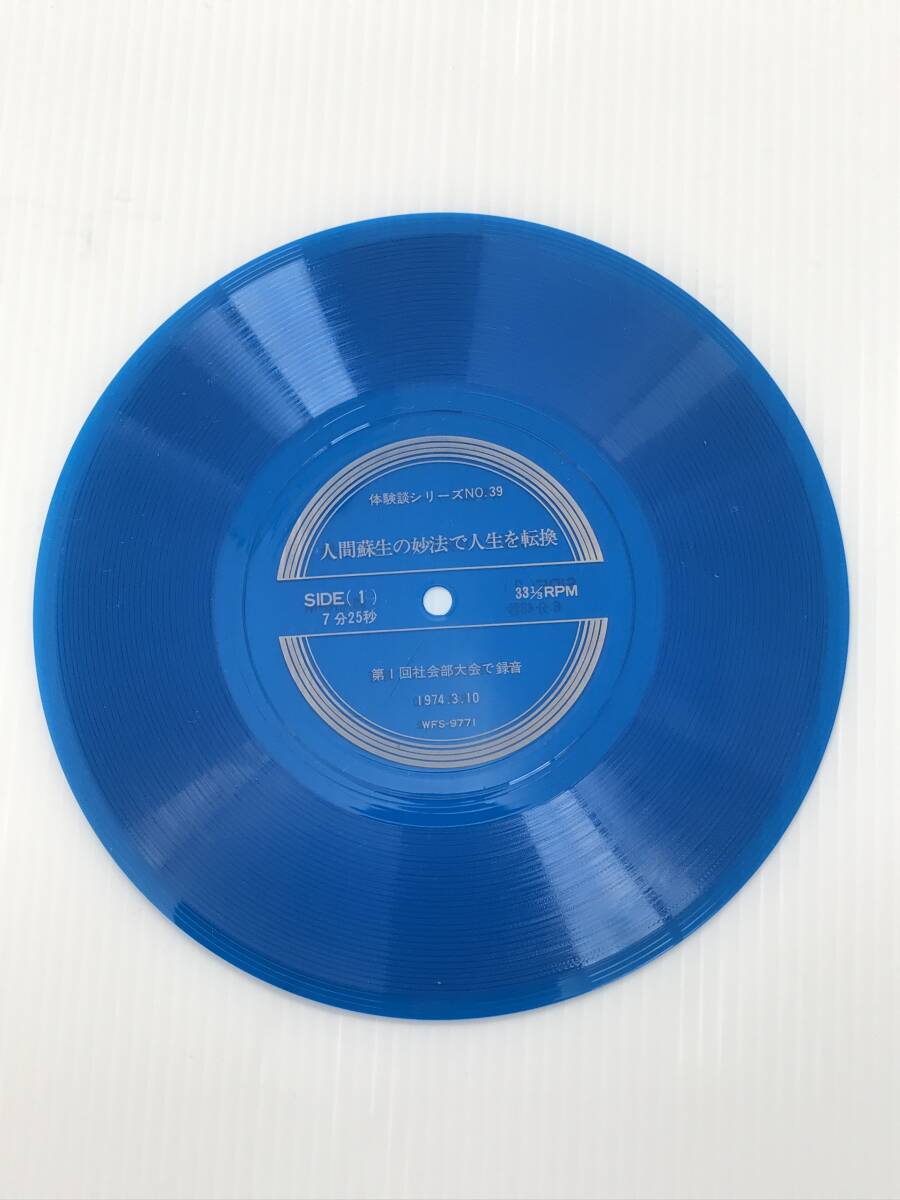 体験談シリーズNO.39
人間蘇生の妙法で人生を転換
SIDE(1) 33⅓RPM
7分25秒
第1回社会部大会で録音
1974.3.10
WFS-9771